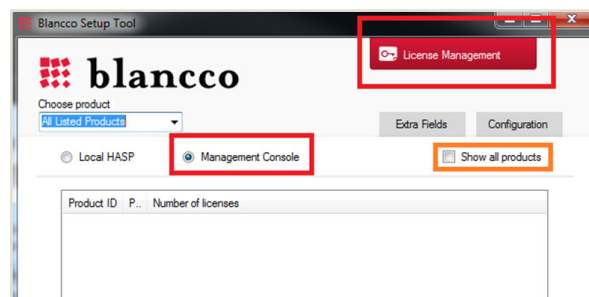 Blancco Setup Tool
License Management
blancco
Choose product
All Listed Products
Extra Fields
Configuration
Local HASP
Management Console
Show all products
Product ID P.. Number of licenses